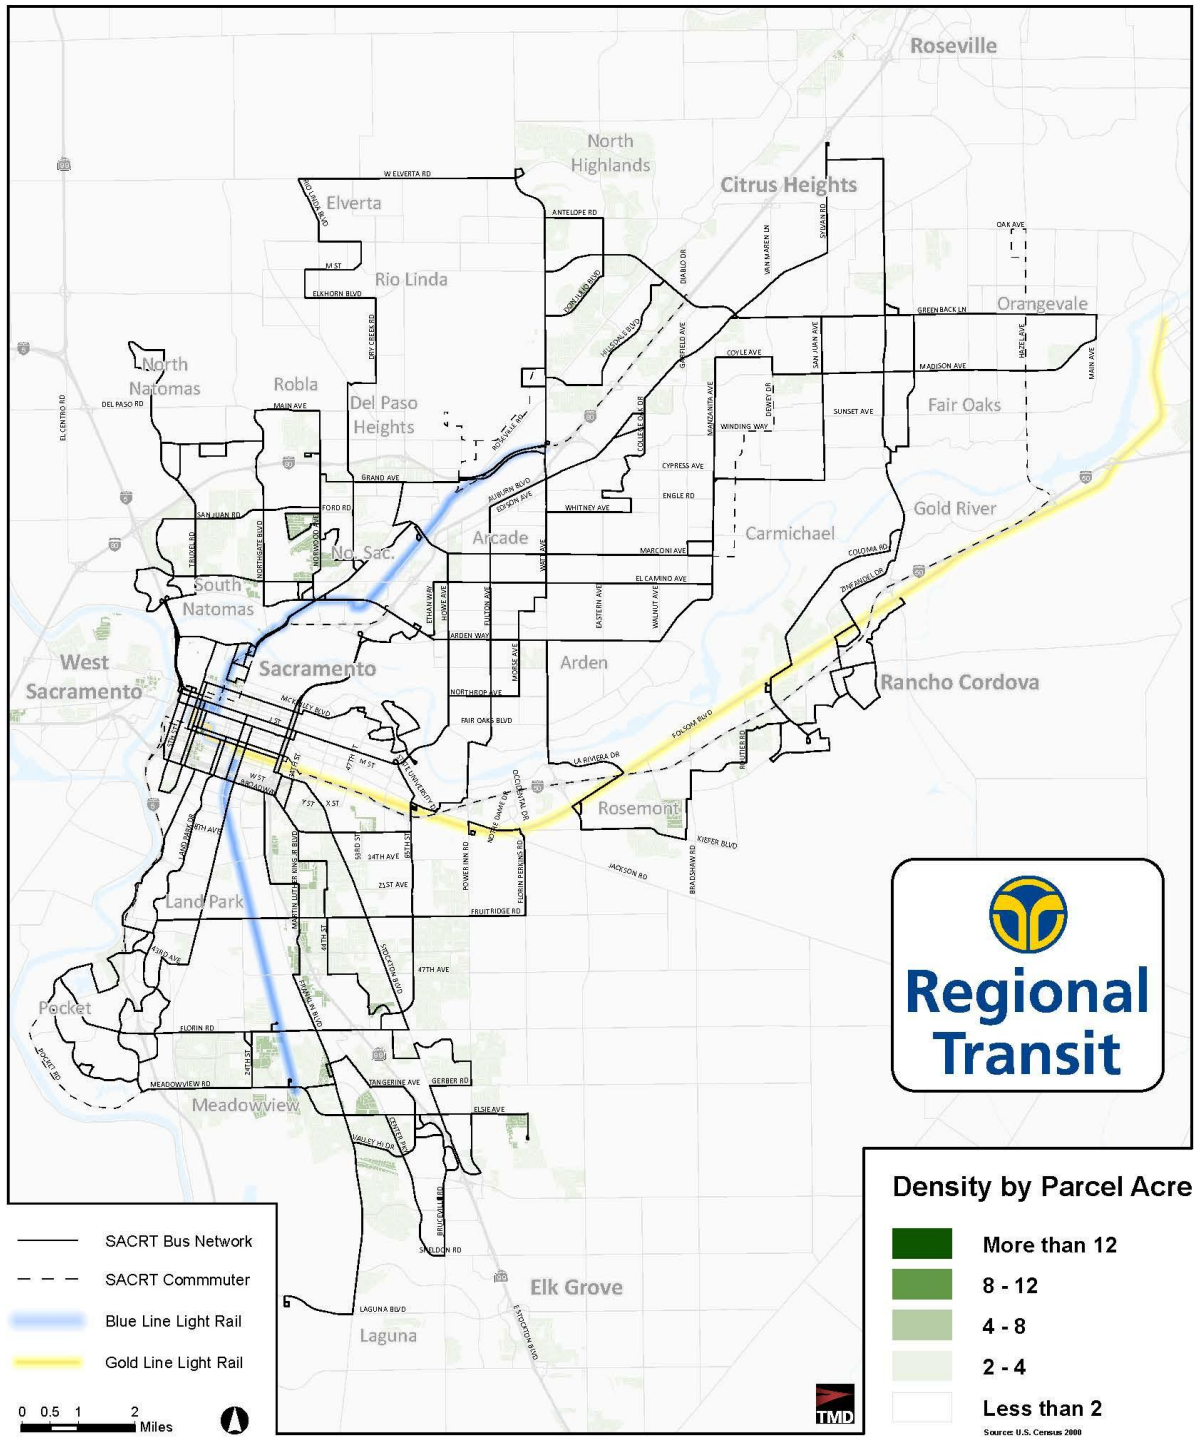 Roseville
North
Highlands
Citrus Heights
W ELVERTA RD
RIO LINDA BLVD
Elverta
ANTELOPE RD
SYLVAN RD
VAN MAREN LN
OAK AVE
DIABLO DR
M ST
Rio Linda
ELKHORN BLVD
Orangevale
GREENBACK LN
DRY CREEK RD
HILLSDALE BLVD
GARFIELD AVE
SAN JUAN AVE
HAZEL AVE
MAIN AVE
COYLE AVE
MADISON AVE
North
Natomas
Robla
Del Paso
Heights
DEL PASO RD
EL CENTRO RD
MAIN AVE
ROSEVILLE RD
COLLEGE OAK DR
MANZANITA AVE
DEWEY DR
SUNSET AVE
Fair Oaks
WINDING WAY
CYPRESS AVE
GRAND AVE
AUBURN BLVD
EDISON AVE
ENGLE RD
WHITNEY AVE
Gold River
SAN JUAN RD
FORD RD
NORTHGATE BLVD
NORWOOD AVE
TRUXEL RD
No. Sac.
Arcade
Carmichael
WATT AVE
MARCONI AVE
COLOMA RD
ZINFANDEL DR
EL CAMINO AVE
South
Natomas
ETHAN WAY
HOWE AVE
FULTON AVE
EASTERN AVE
WALNUT AVE
ARDEN WAY
MORSE AVE
West
Sacramento
Sacramento
Arden
Rancho Cordova
NORTHROP AVE
MCKINLEY BLVD
J ST
FAIR OAKS BLVD
FOLSOM BLVD
ROUTIER RD
47TH ST
M ST
LA RIVIERA DR
W ST
BROADWAY
Y ST
X ST
NOTRE DAME DR
OCCIDENTAL DR
Rosemont
LAND PARK DR
53RD ST
14TH AVE
65TH ST
POWER INN RD
FLORIN PERKINS RD
KIEFER BLVD
JACKSON RD
BRADSHAW RD
21ST AVE
MARTIN LUTHER KING JR BLVD
Land Park
FRUITRIDGE RD
44TH ST
43RD AVE
STOCKTON BLVD
47TH AVE
FRANKLIN BLVD
Pocket
POCKET RD
FLORIN RD
24TH ST
MEADOWVIEW RD
Meadowview
TANGERINE AVE
GERBER RD
ELSIE AVE
CENTER PKWY
VALLEY HI DR
BRUCEVILLE RD
SHELDON RD
Elk Grove
E STOCKTON BLVD
LAGUNA BLVD
Laguna
Regional
Transit
SACRT Bus Network
SACRT Commmuter
Blue Line Light Rail
Gold Line Light Rail
0 0.5 1 2
Miles
TMD
Density by Parcel Acre
More than 12
8 - 12
4 - 8
2 - 4
Less than 2
Source: U.S. Census 2000